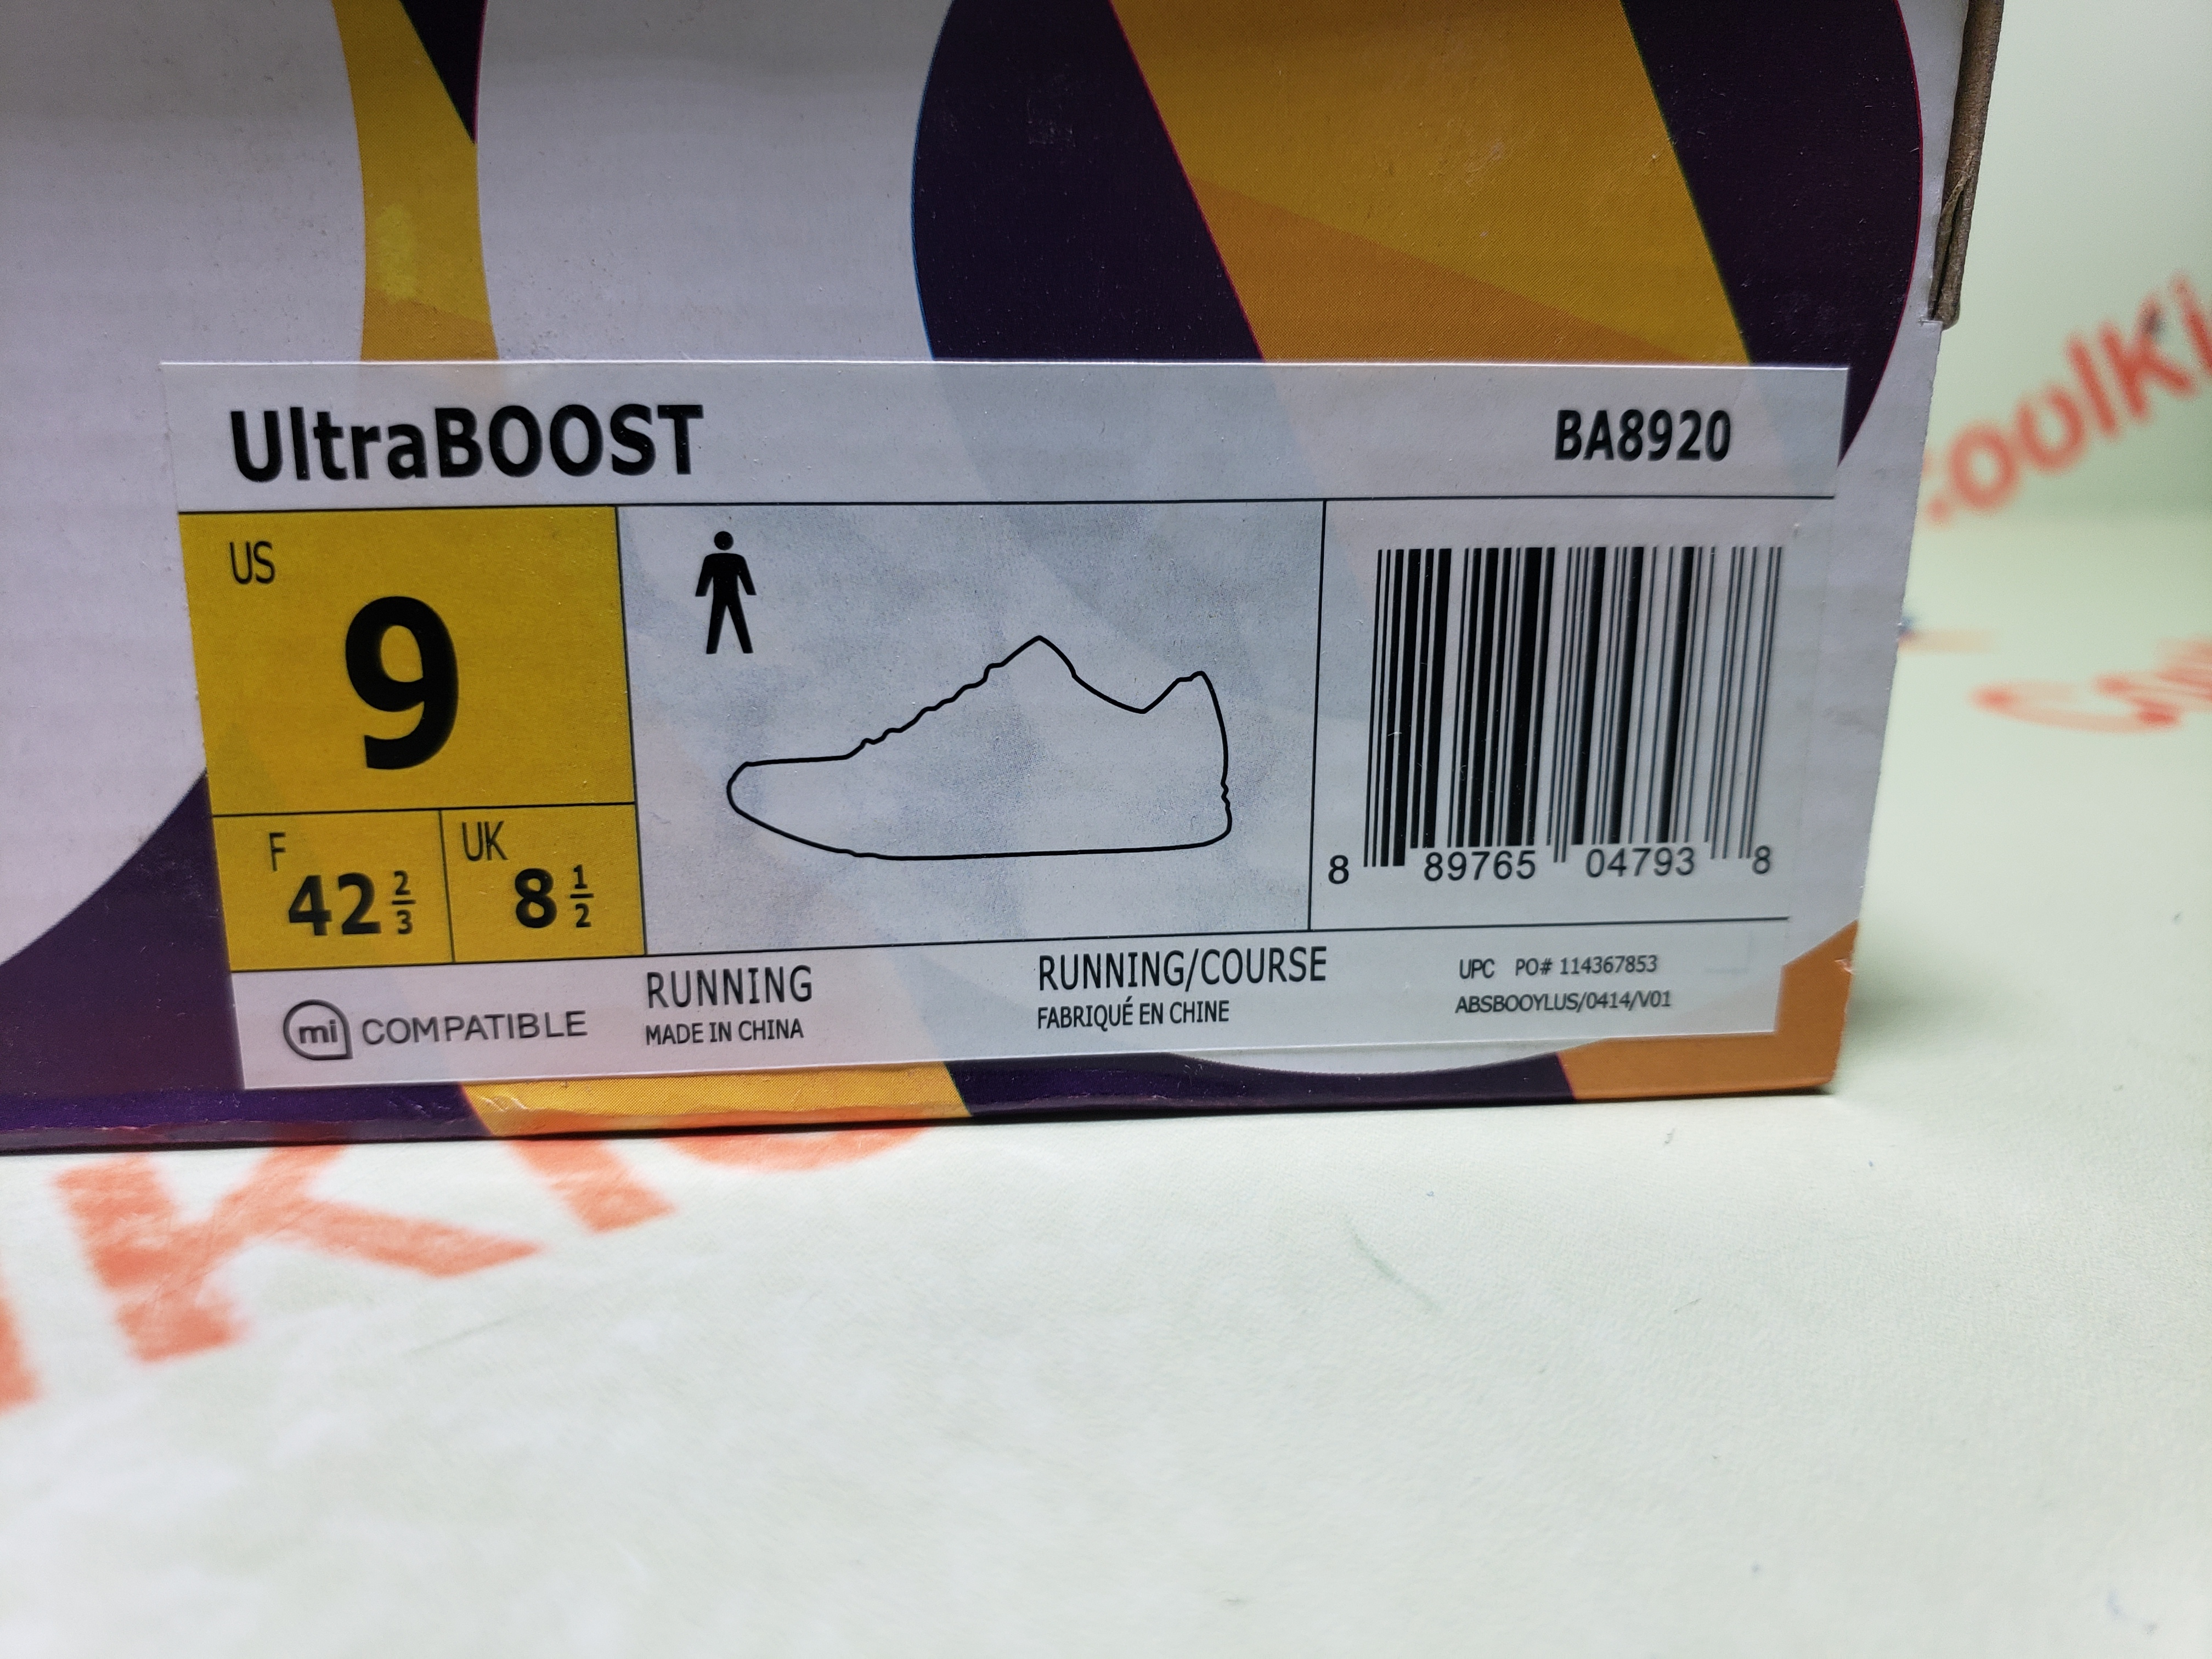 UltraBOOST BA8920
US
9
F
42 2/3
UK
8 1/2
8 89765 04793 8
mi COMPATIBLE
RUNNING
MADE IN CHINA
RUNNING/COURSE
FABRIQUÉ EN CHINE
UPC PO# 114367853
ABSBOOYLUS/0414/V01